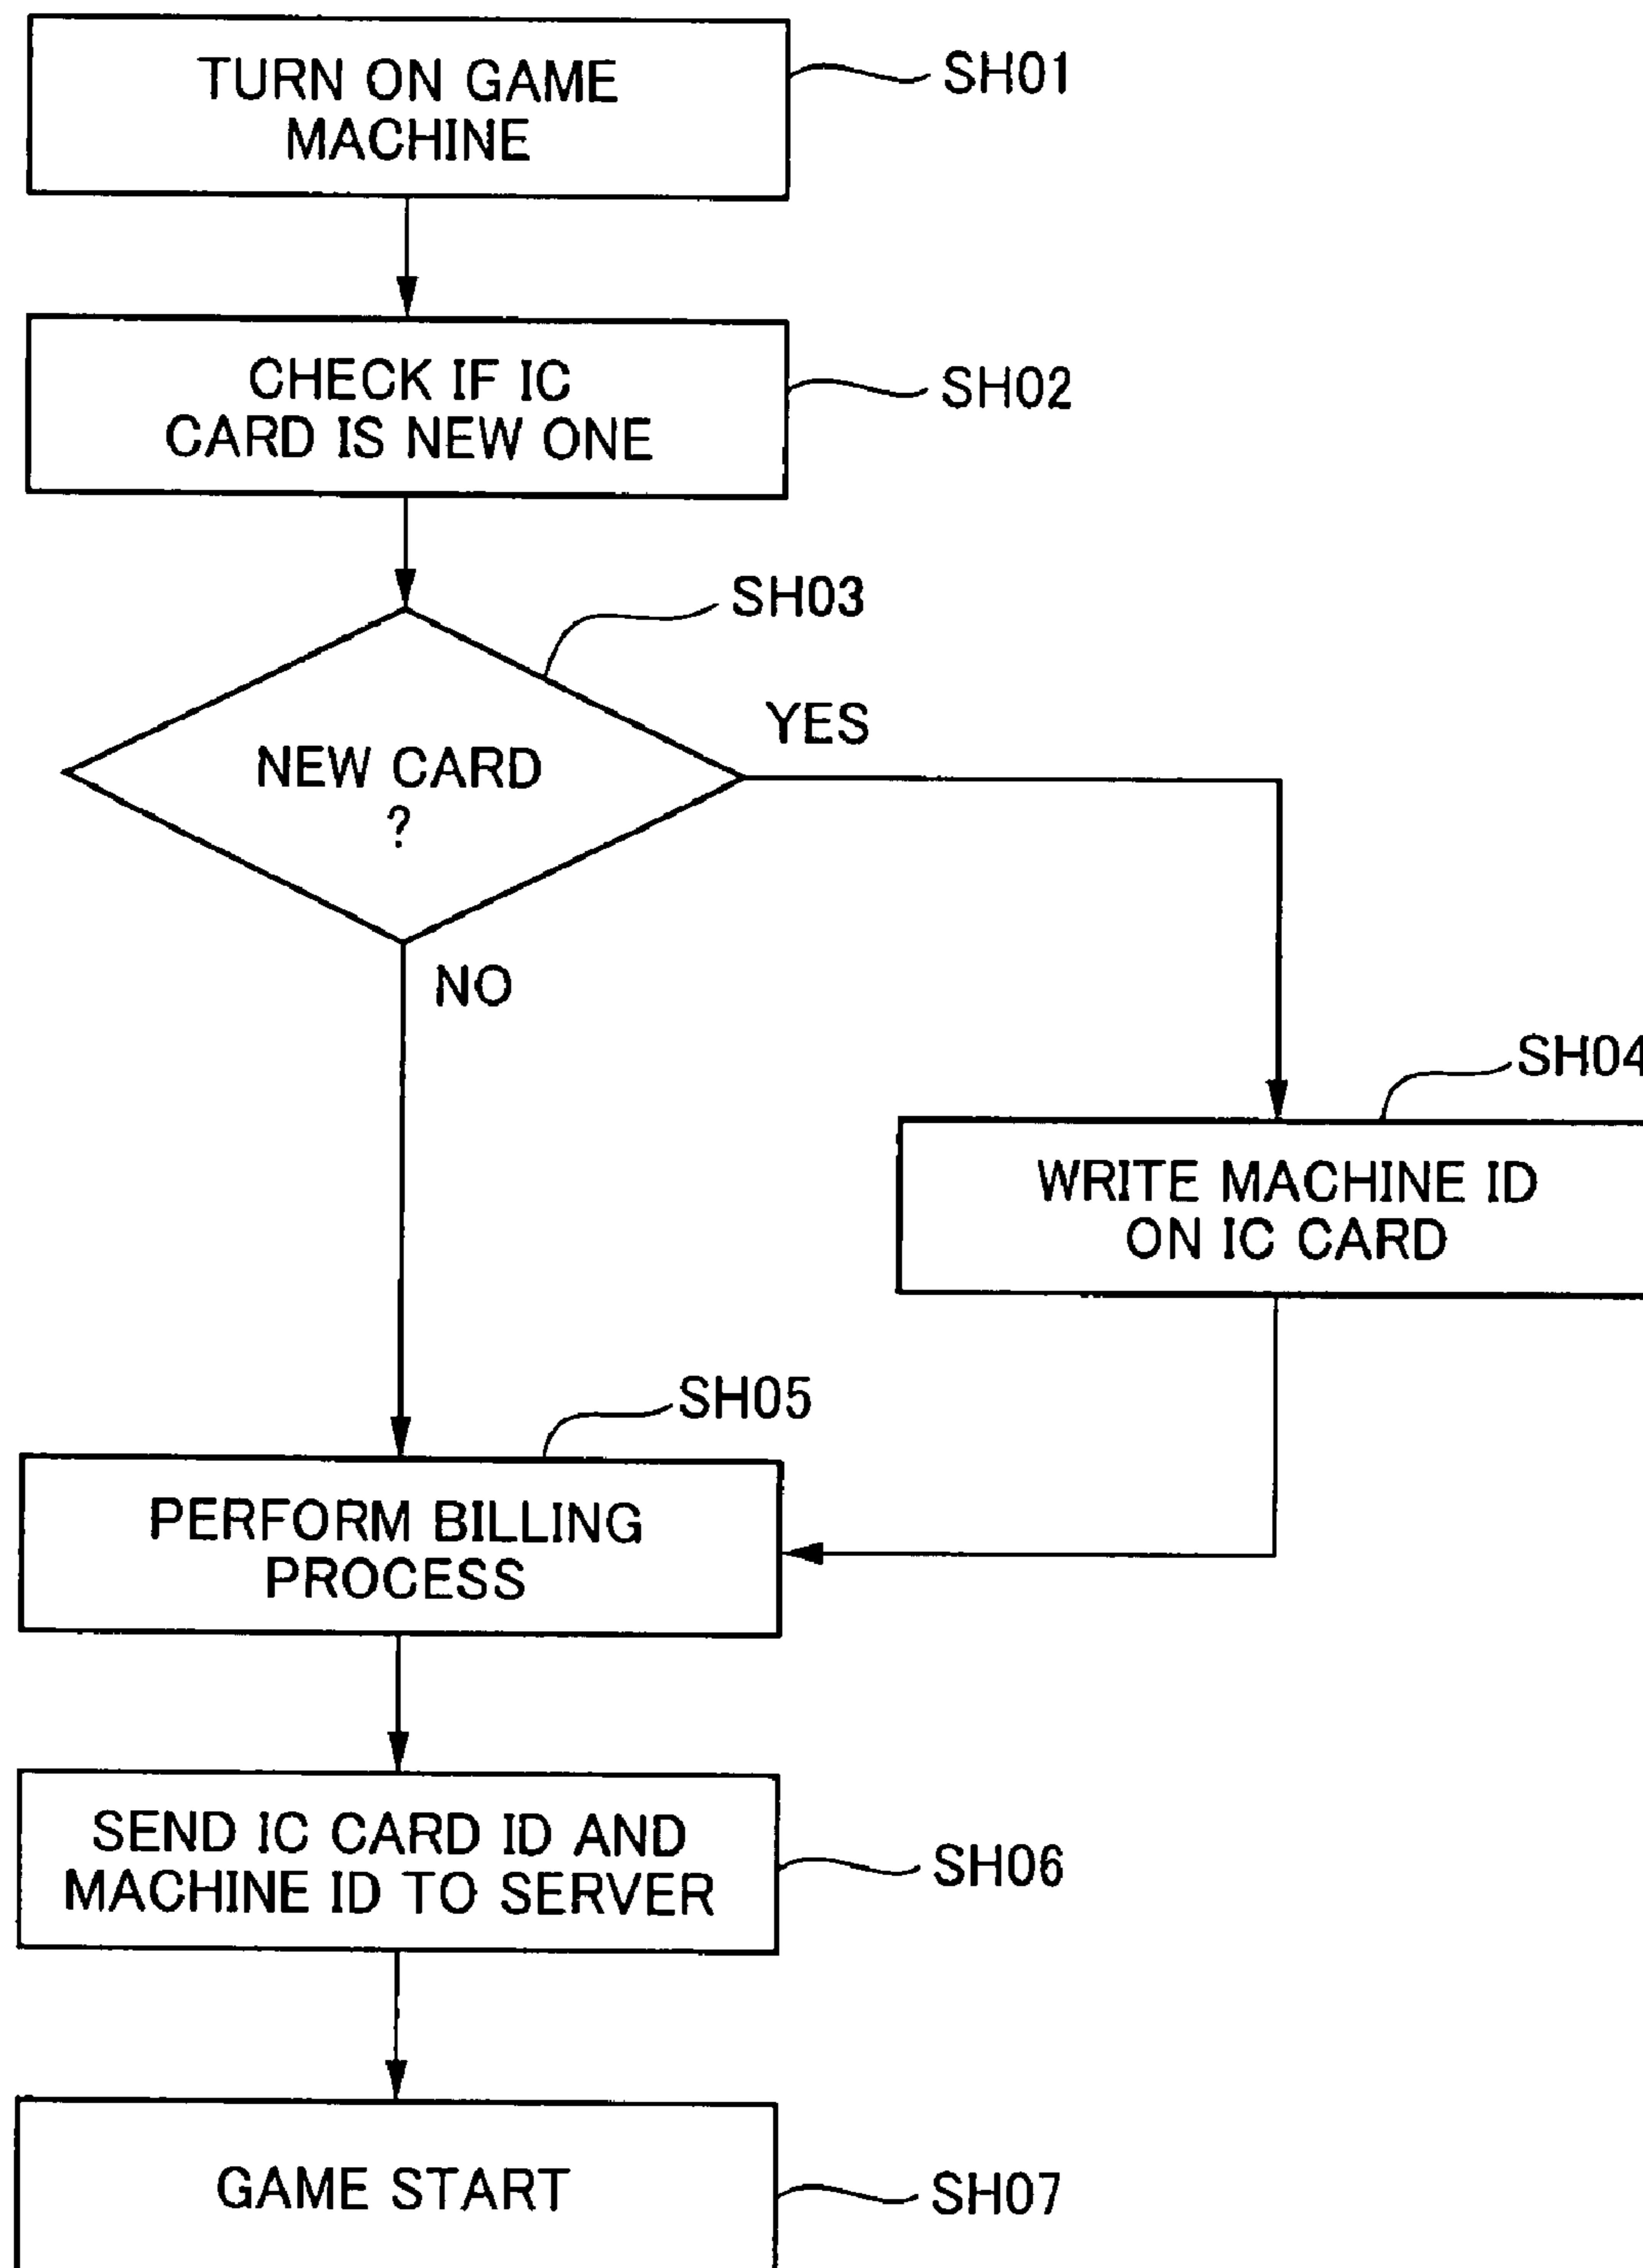 TURN ON GAME
MACHINE
SH01
CHECK IF IC
CARD IS NEW ONE
SH02
SH03
NEW CARD
?
YES
NO
SH04
WRITE MACHINE ID
ON IC CARD
SH05
PERFORM BILLING
PROCESS
SEND IC CARD ID AND
MACHINE ID TO SERVER
SH06
GAME START
SH07